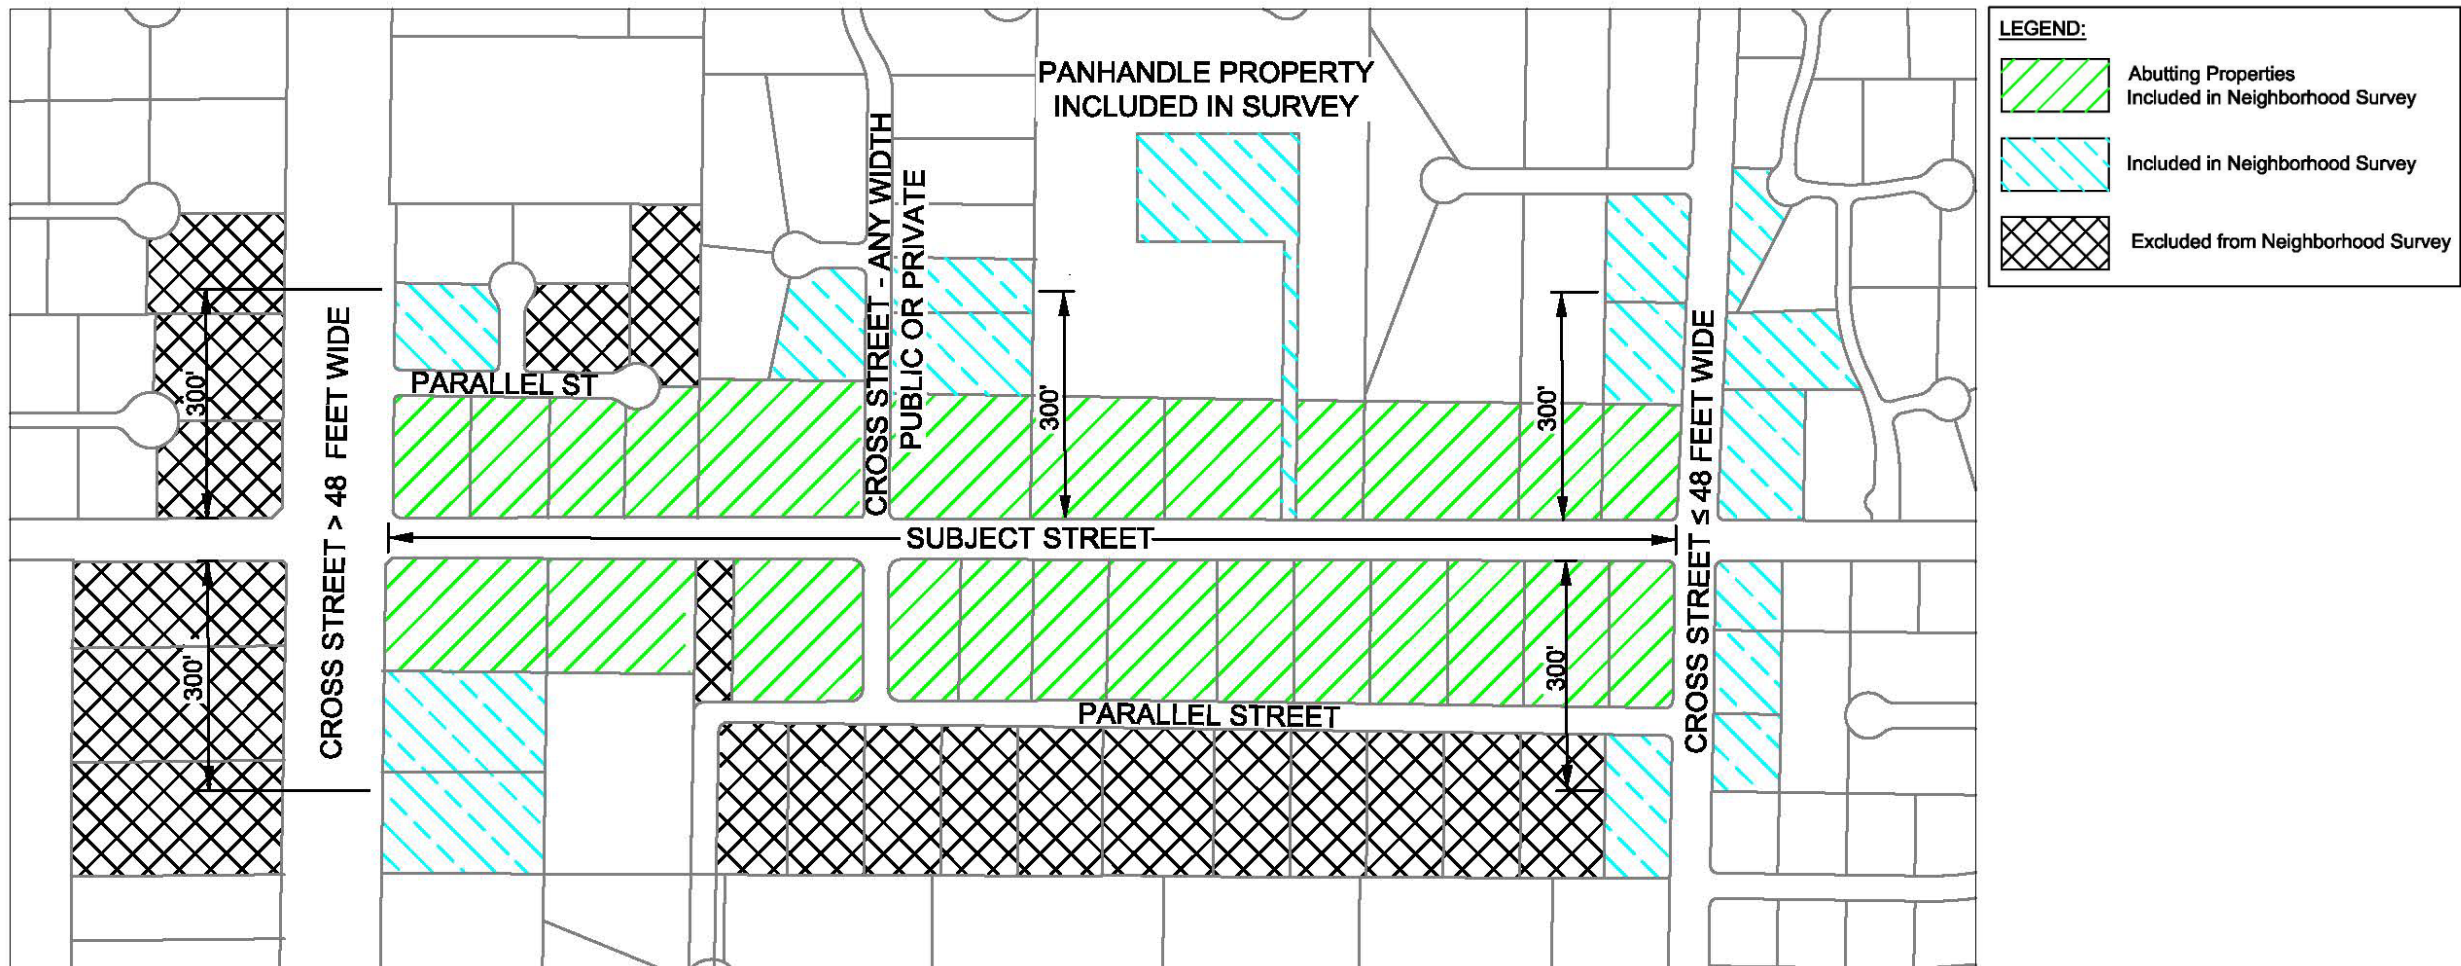 PANHANDLE PROPERTY
INCLUDED IN SURVEY
LEGEND:
Abutting Properties
Included in Neighborhood Survey
Included in Neighborhood Survey
Excluded from Neighborhood Survey
CROSS STREET > 48 FEET WIDE
CROSS STREET - ANY WIDTH
PUBLIC OR PRIVATE
CROSS STREET ≤ 48 FEET WIDE
300'
PARALLEL ST
300'
300'
SUBJECT STREET
300'
300'
PARALLEL STREET